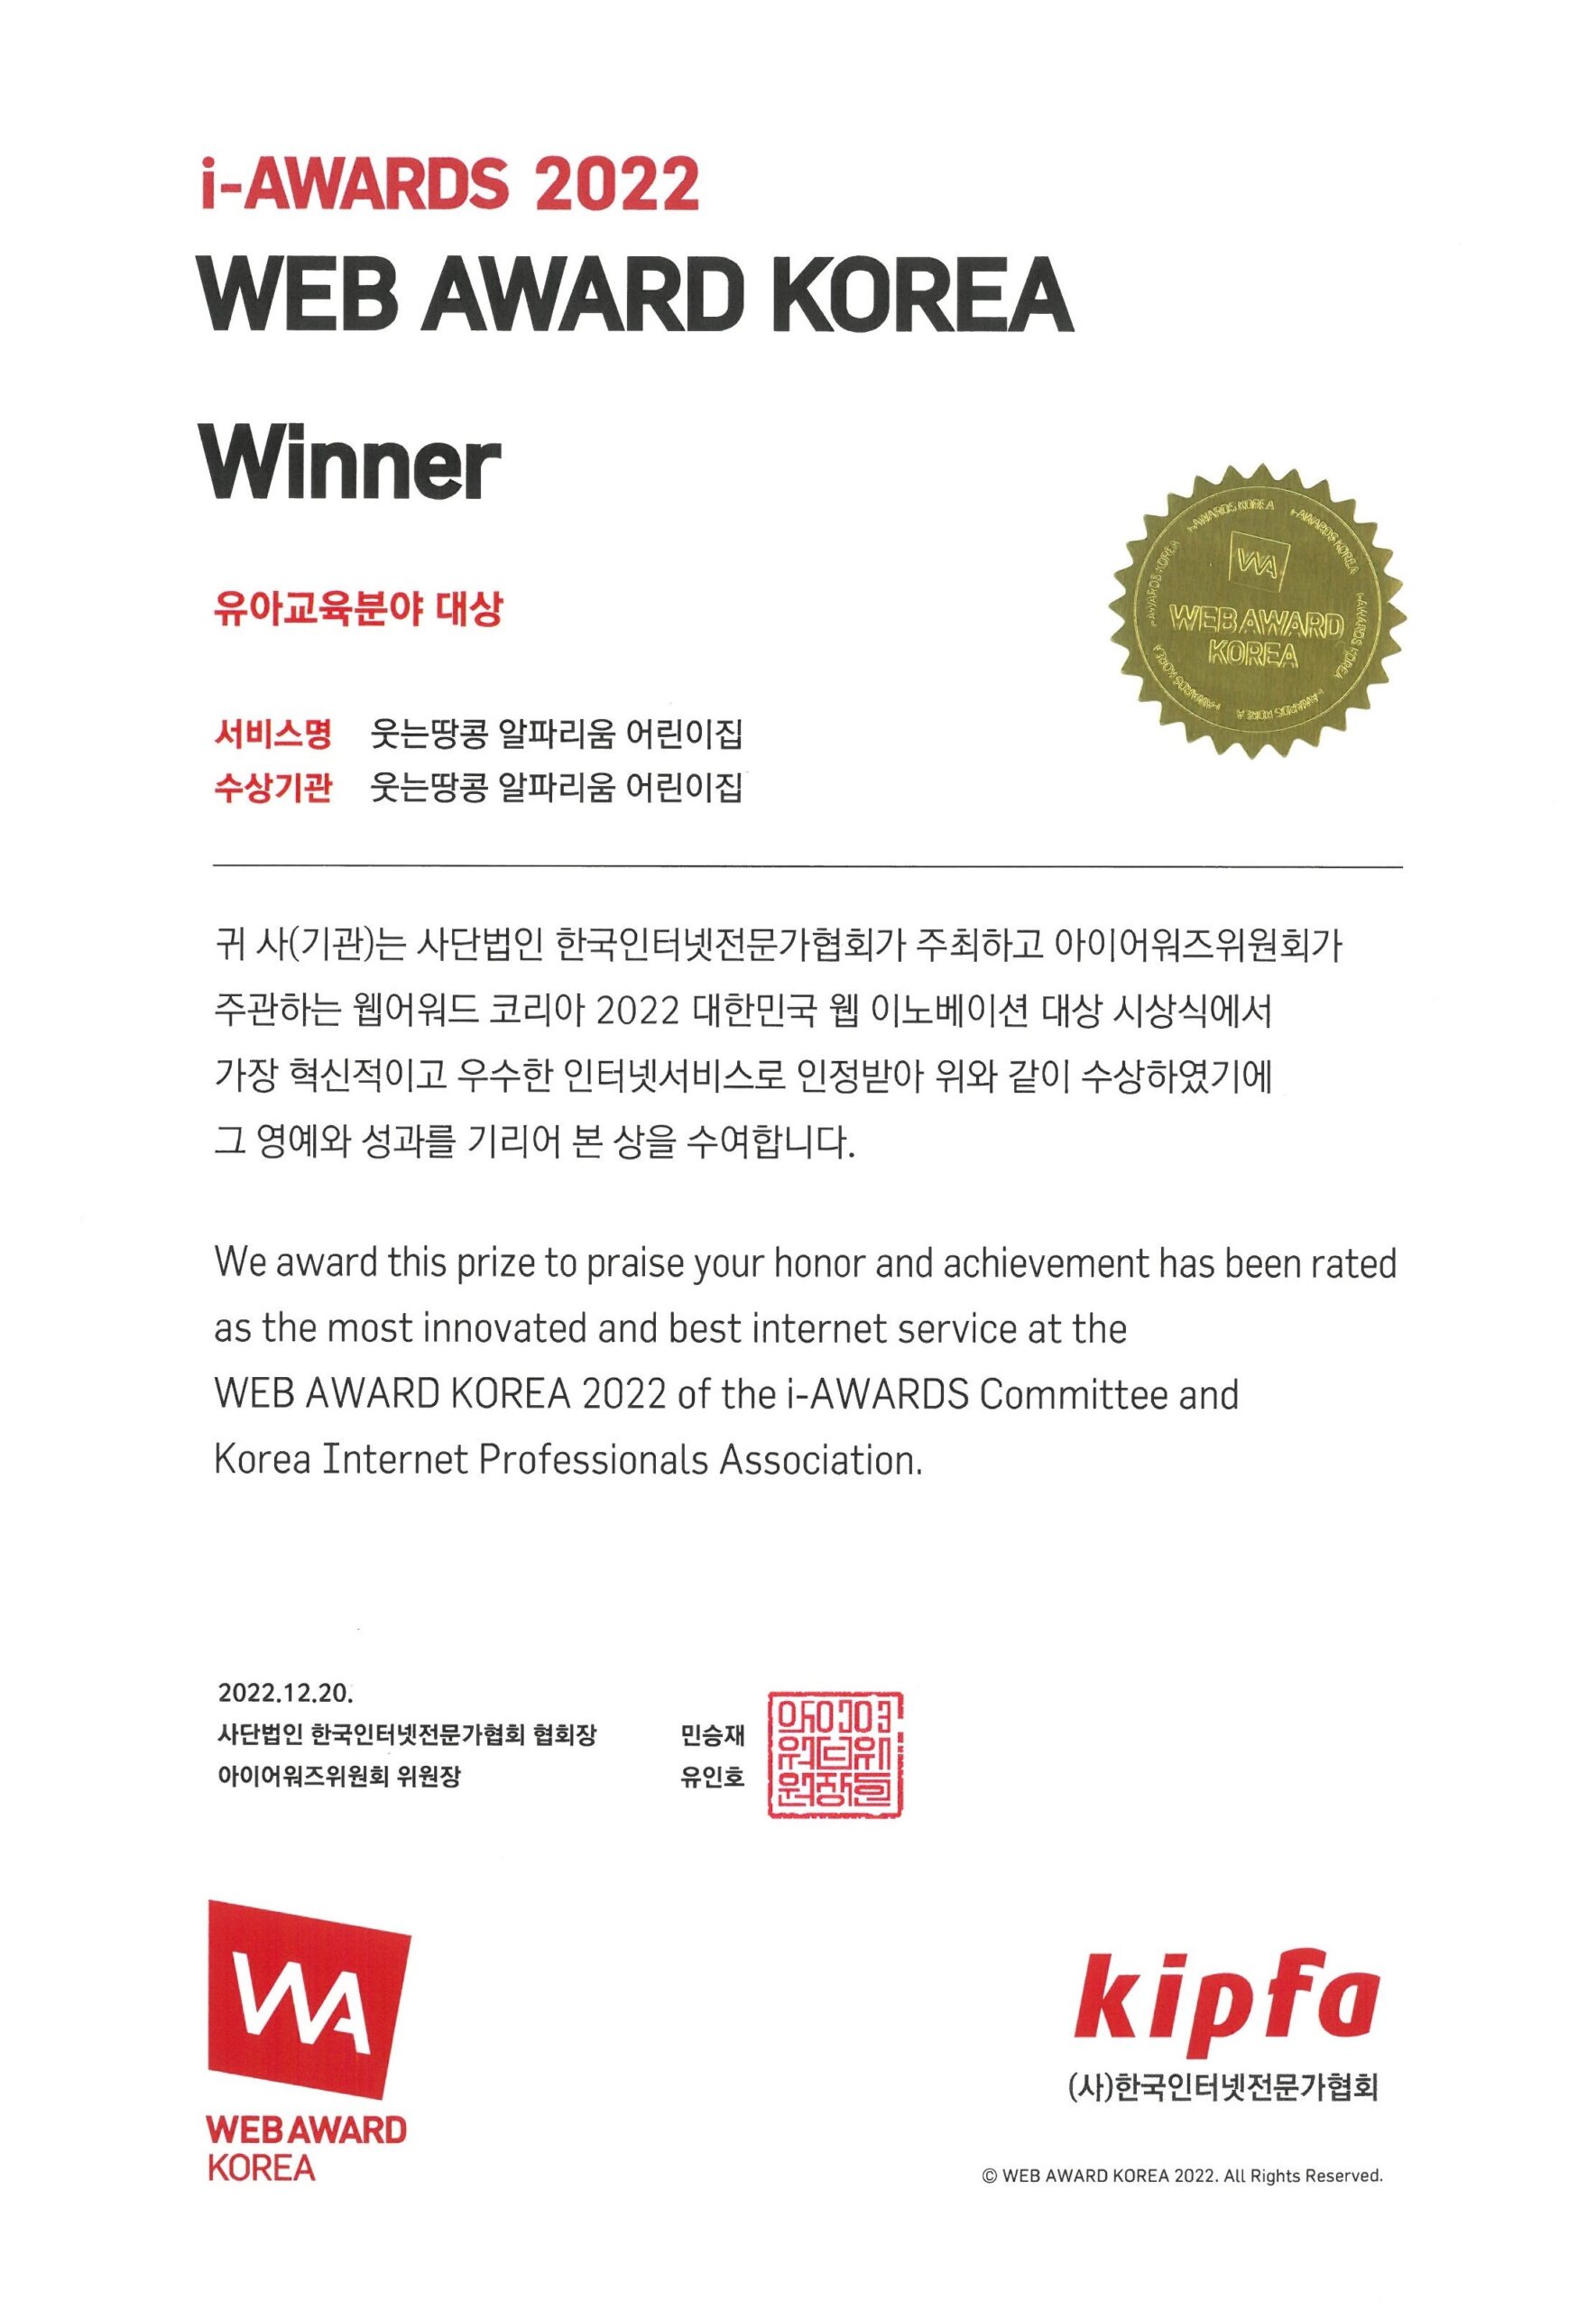 i-AWARDS 2022
WEB AWARD KOREA
Winner
유아교육분야 대상
서비스명 웃는땅콩 알파리움 어린이집
수상기관 웃는땅콩 알파리움 어린이집
i-AWARDS KOREA i-AWARDS KOREA i-AWARDS KOREA i-AWARDS KOREA i-AWARDS KOREA i-AWARDS KOREA
WA
WEB AWARD
KOREA
귀 사(기관)는 사단법인 한국인터넷전문가협회가 주최하고 아이어워즈위원회가
주관하는 웹어워드 코리아 2022 대한민국 웹 이노베이션 대상 시상식에서
가장 혁신적이고 우수한 인터넷서비스로 인정받아 위와 같이 수상하였기에
그 영예와 성과를 기리어 본 상을 수여합니다.
We award this prize to praise your honor and achievement has been rated
as the most innovated and best internet service at the
WEB AWARD KOREA 2022 of the i-AWARDS Committee and
Korea Internet Professionals Association.
2022.12.20.
사단법인 한국인터넷전문가협회 협회장 민승재
아이어워즈위원회 위원장 유인호
WA
WEB AWARD
KOREA
kipfa
(사)한국인터넷전문가협회
© WEB AWARD KOREA 2022. All Rights Reserved.